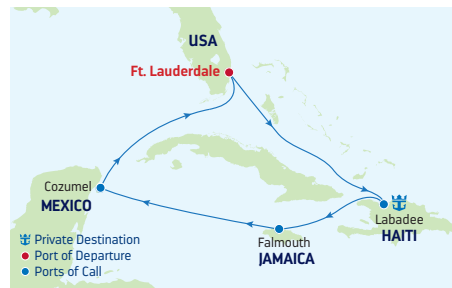 USA
Ft. Lauderdale
Cozumel
MEXICO
Labadee
HAITI
Falmouth
JAMAICA
Private Destination
Port of Departure
Ports of Call